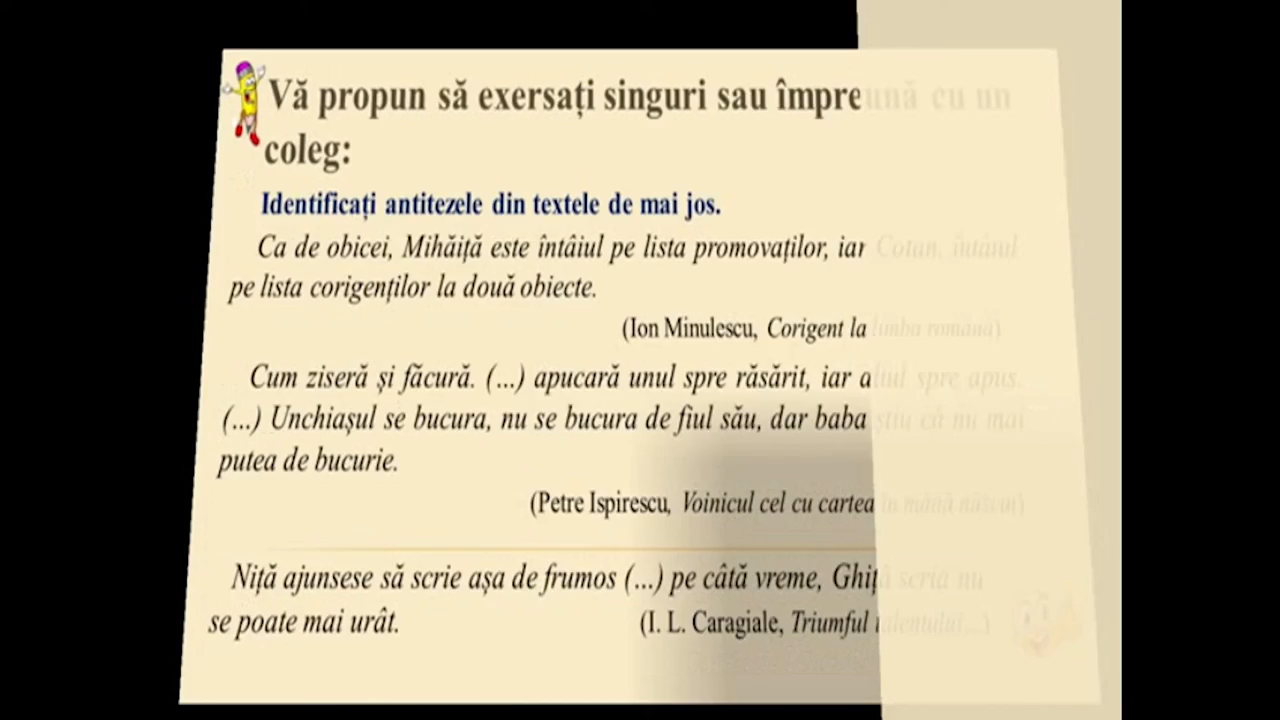 Vă propun să exersați singuri sau împreună cu un
coleg:
Identificați antitezele din textele de mai jos.
Ca de obicei, Mihăiță este întâiul pe lista promovaților, iar Cotan, întâiul
pe lista corigenților la două obiecte.
(Ion Minulescu, Corigent la limba română)
Cum ziseră și făcură. (...) apucară unul spre răsărit, iar altul spre apus.
(...) Unchiașul se bucura, nu se bucura de fiul său, dar baba știu că nu mai
putea de bucurie.
(Petre Ispirescu, Voinicul cel cu cartea în mână născut)
Niță ajunsese să scrie așa de frumos (...) pe câtă vreme, Ghiță scria nu
se poate mai urât.
(I. L. Caragiale, Triumful talentului...)